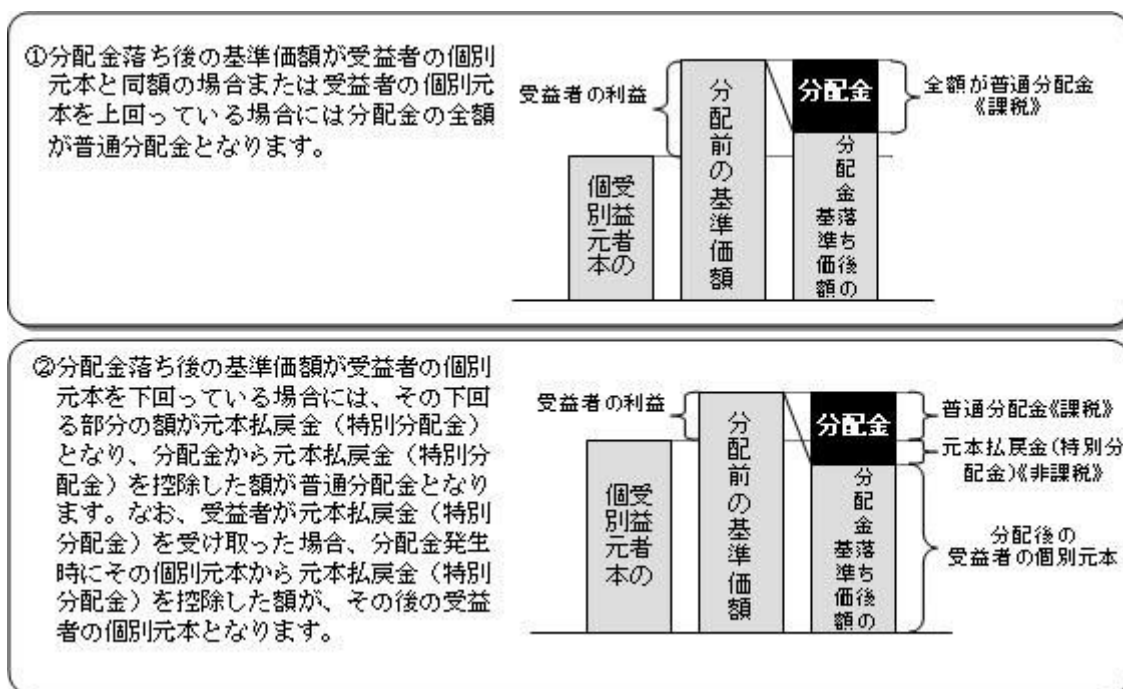 ①分配金落ち後の基準価額が受益者の個別
元本と同額の場合または受益者の個別元
本を上回っている場合には分配金の全額
が普通分配金となります。
受益者の利益
受益者の
個別元本
分配前の基準価額
分配金
分配金
落ち後の
基準価額
全額が普通分配金
《課税》
②分配金落ち後の基準価額が受益者の個別
元本を下回っている場合には、その下回
る部分の額が元本払戻金（特別分配金）
となり、分配金から元本払戻金（特別分
配金）を控除した額が普通分配金となり
ます。なお、受益者が元本払戻金（特別
分配金）を受け取った場合、分配金発生
時にその個別元本から元本払戻金（特別
分配金）を控除した額が、その後の受益
者の個別元本となります。
受益者の利益
受益者の
個別元本
分配前の基準価額
分配金
分配金
落ち後の
基準価額
普通分配金《課税》
元本払戻金(特別分
配金)《非課税》
分配後の
受益者の個別元本